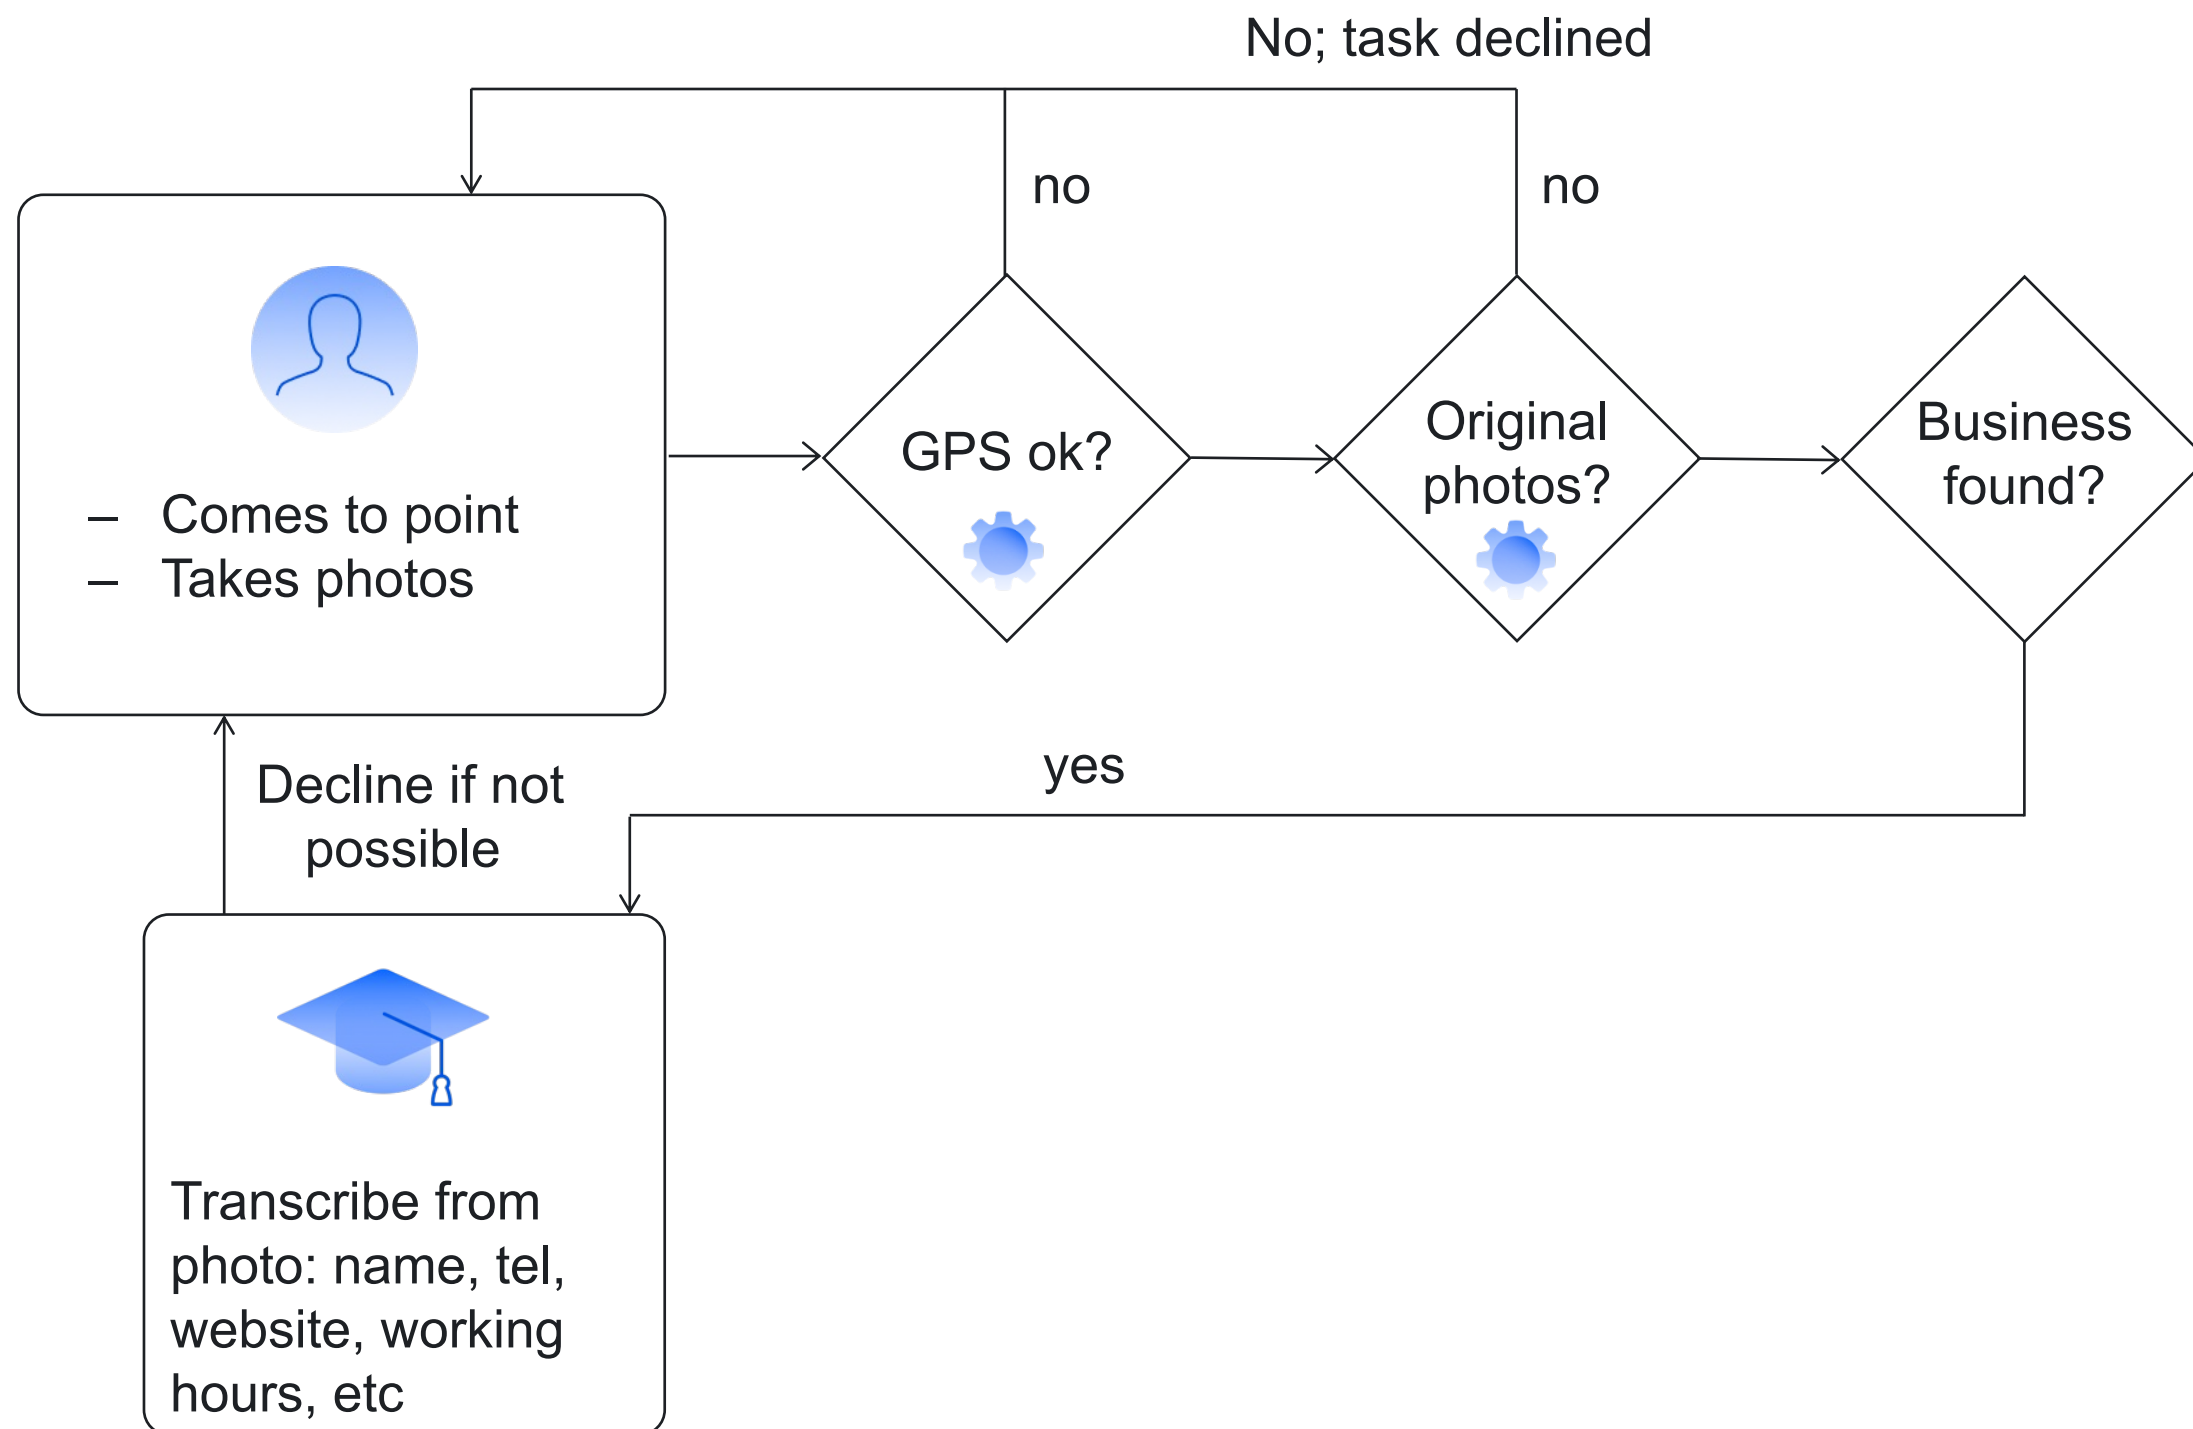 No; task declined
no
no
– Comes to point
– Takes photos
GPS ok?
Original
photos?
Business
found?
Decline if not
possible
yes
Transcribe from
photo: name, tel,
website, working
hours, etc